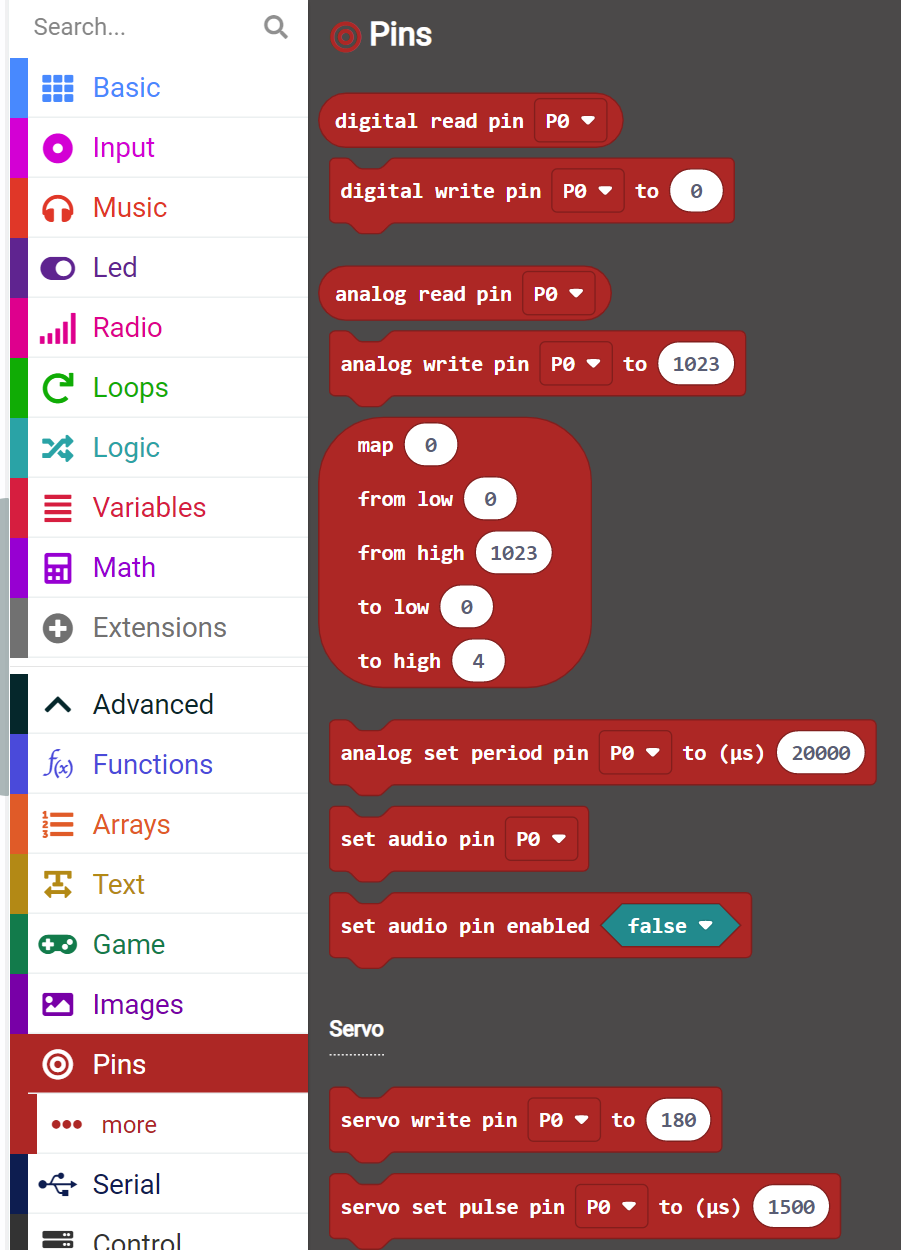 Search...
Basic
Input
Music
Led
Radio
Loops
Logic
Variables
Math
Extensions
Advanced
f(x) Functions
1 2 3 Arrays
T Text
Game
Images
Pins
more
Serial
Control
Pins
digital read pin P0
digital write pin P0 to 0
analog read pin P0
analog write pin P0 to 1023
map 0
from low 0
from high 1023
to low 0
to high 4
analog set period pin P0 to (µs) 20000
set audio pin P0
set audio pin enabled false
Servo
servo write pin P0 to 180
servo set pulse pin P0 to (µs) 1500